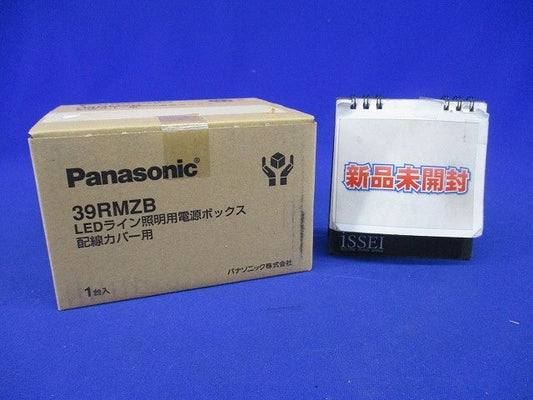 Panasonic®
39RMZB
LEDライン照明用電源ボックス
配線カバー用
パナソニック株式会社
1台入
新品未開封
iSSEI